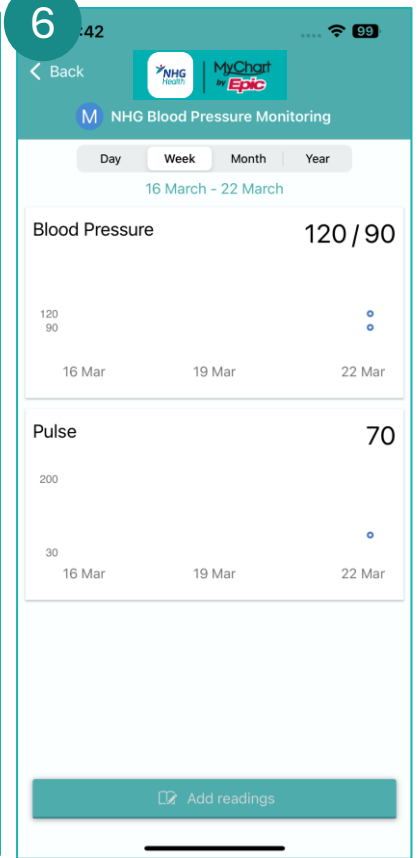 6
:42
99
Back
NHG
Health
MyChart
by Epic
M NHG Blood Pressure Monitoring
Day Week Month Year
16 March - 22 March
Blood Pressure 120/90
120
90
16 Mar 19 Mar 22 Mar
Pulse 70
200
30
16 Mar 19 Mar 22 Mar
Add readings